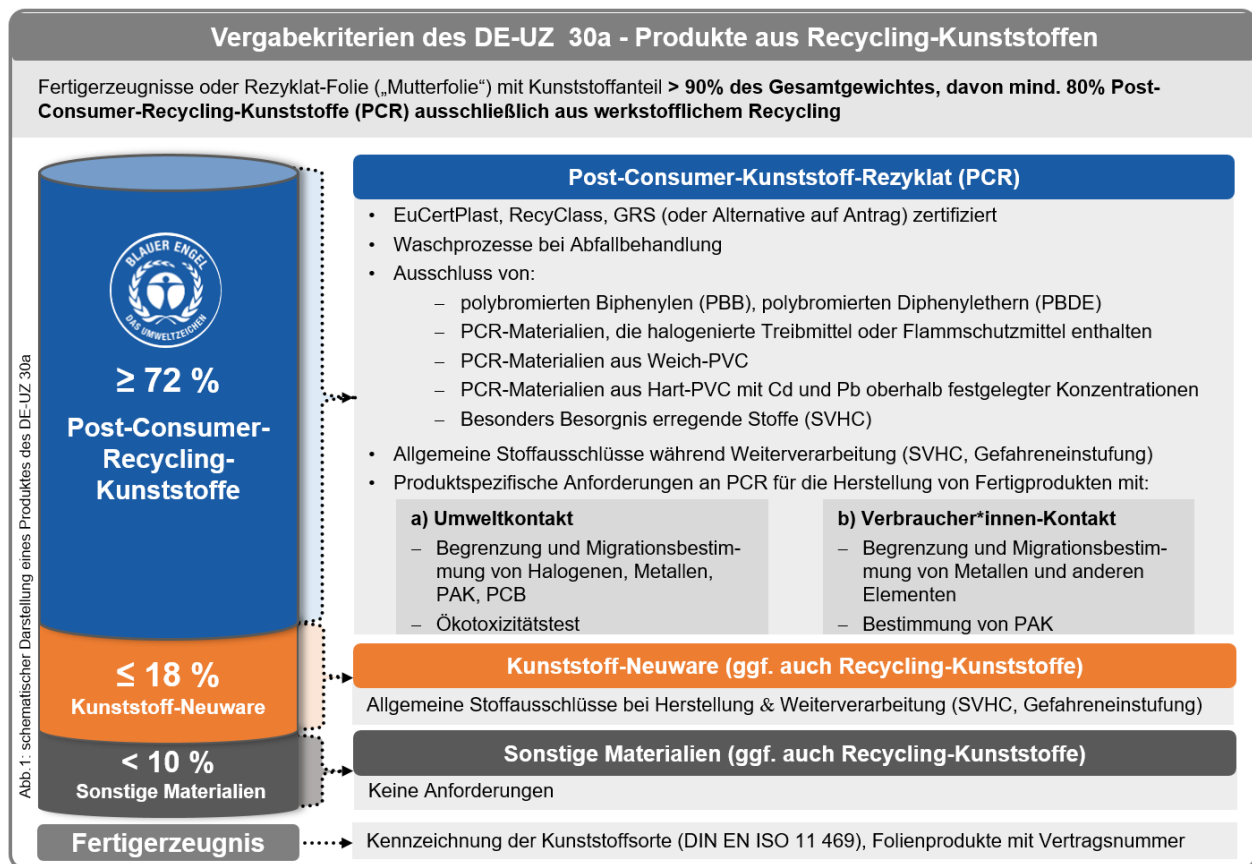 Vergabekriterien des DE-UZ 30a - Produkte aus Recycling-Kunststoffen
Fertigerzeugnisse oder Rezyklat-Folie („Mutterfolie“) mit Kunststoffanteil > 90% des Gesamtgewichtes, davon mind. 80% Post-
Consumer-Recycling-Kunststoffe (PCR) ausschließlich aus werkstofflichem Recycling
Abb.1: schematischer Darstellung eines Produktes des DE-UZ 30a
BLAUER ENGEL
DAS UMWELTZEICHEN
≥ 72 %
Post-Consumer-
Recycling-
Kunststoffe
≤ 18 %
Kunststoff-Neuware
< 10 %
Sonstige Materialien
Fertigerzeugnis
Post-Consumer-Kunststoff-Rezyklat (PCR)
• EuCertPlast, RecyClass, GRS (oder Alternative auf Antrag) zertifiziert
• Waschprozesse bei Abfallbehandlung
• Ausschluss von:
– polybromierten Biphenylen (PBB), polybromierten Diphenylethern (PBDE)
– PCR-Materialien, die halogenierte Treibmittel oder Flammschutzmittel enthalten
– PCR-Materialien aus Weich-PVC
– PCR-Materialien aus Hart-PVC mit Cd und Pb oberhalb festgelegter Konzentrationen
– Besonders Besorgnis erregende Stoffe (SVHC)
• Allgemeine Stoffausschlüsse während Weiterverarbeitung (SVHC, Gefahreneinstufung)
• Produktspezifische Anforderungen an PCR für die Herstellung von Fertigprodukten mit:
a) Umweltkontakt
– Begrenzung und Migrationsbestim-
mung von Halogenen, Metallen,
PAK, PCB
– Ökotoxizitätstest
b) Verbraucher*innen-Kontakt
– Begrenzung und Migrationsbestim-
mung von Metallen und anderen
Elementen
– Bestimmung von PAK
Kunststoff-Neuware (ggf. auch Recycling-Kunststoffe)
Allgemeine Stoffausschlüsse bei Herstellung & Weiterverarbeitung (SVHC, Gefahreneinstufung)
Sonstige Materialien (ggf. auch Recycling-Kunststoffe)
Keine Anforderungen
Kennzeichnung der Kunststoffsorte (DIN EN ISO 11 469), Folienprodukte mit Vertragsnummer